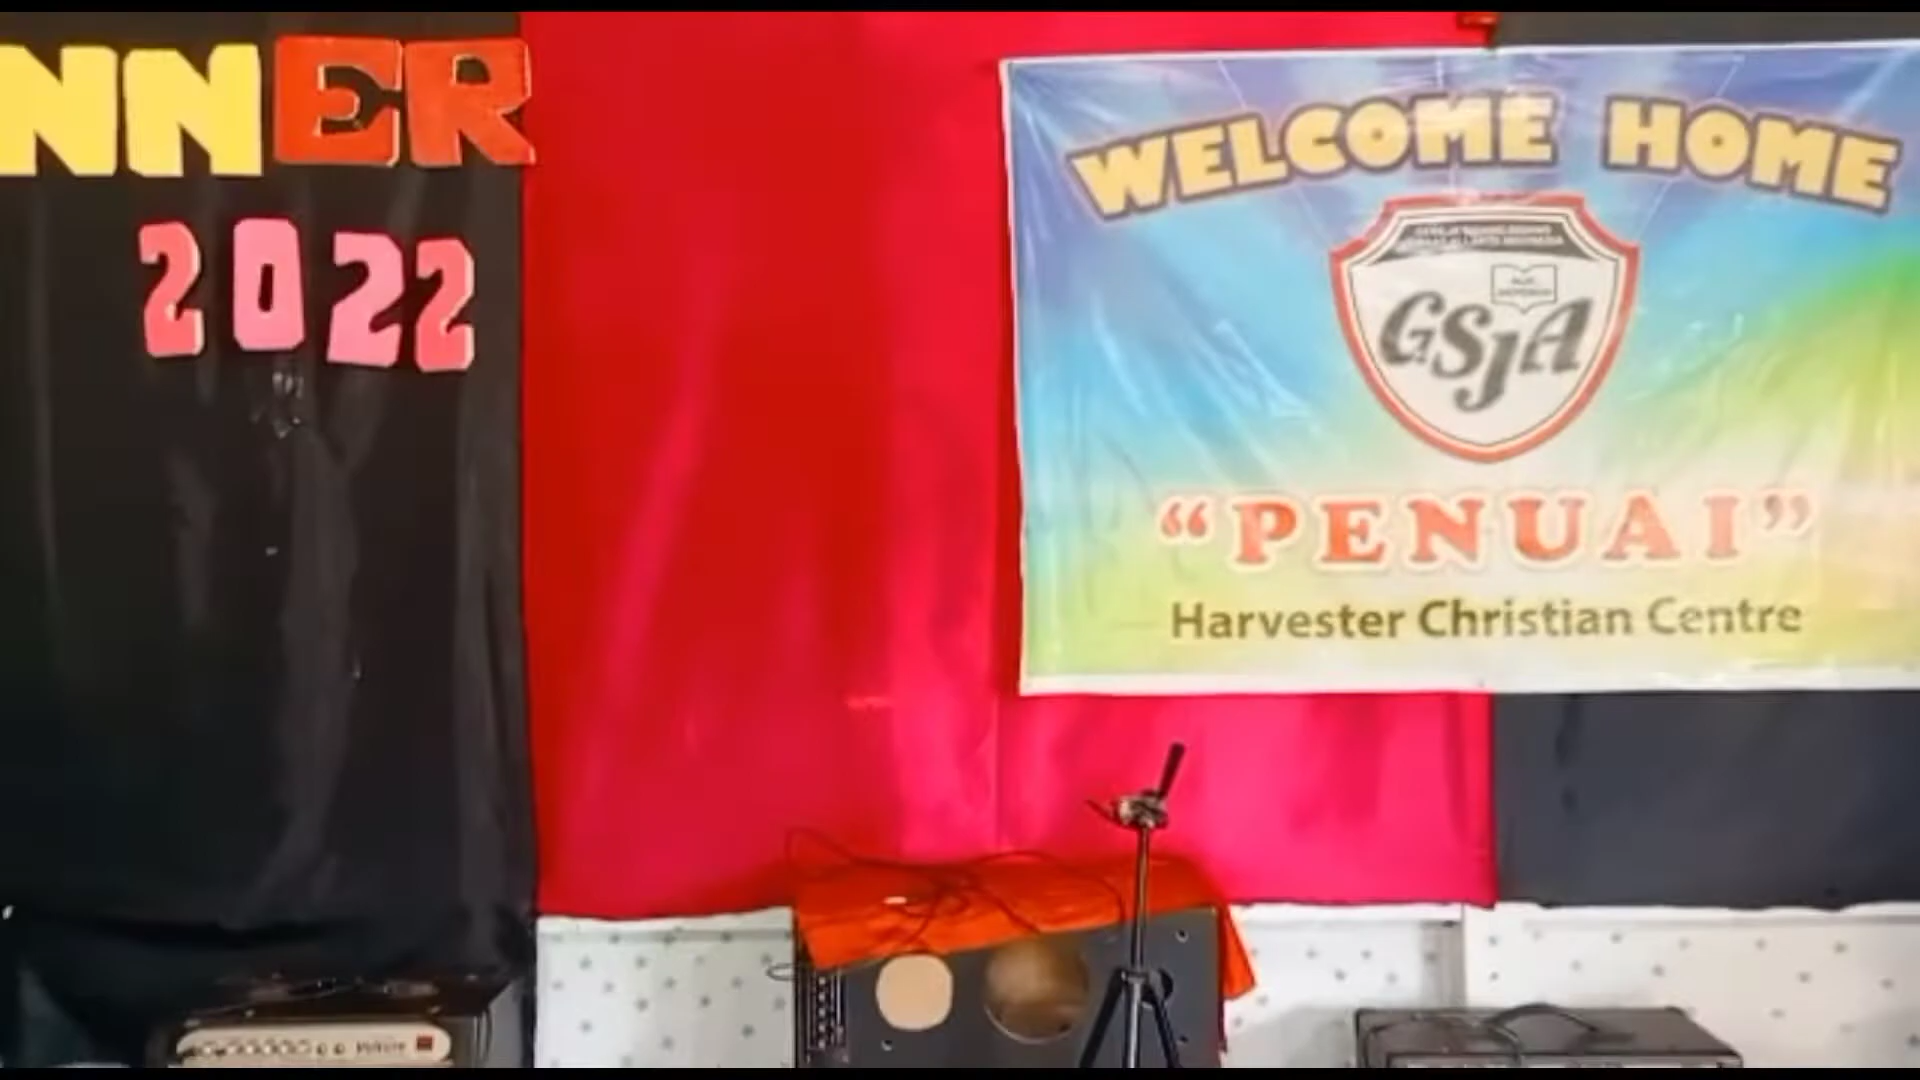 NNER
2022
WELCOME HOME
GSJA
"PENUAI"
Harvester Christian Centre